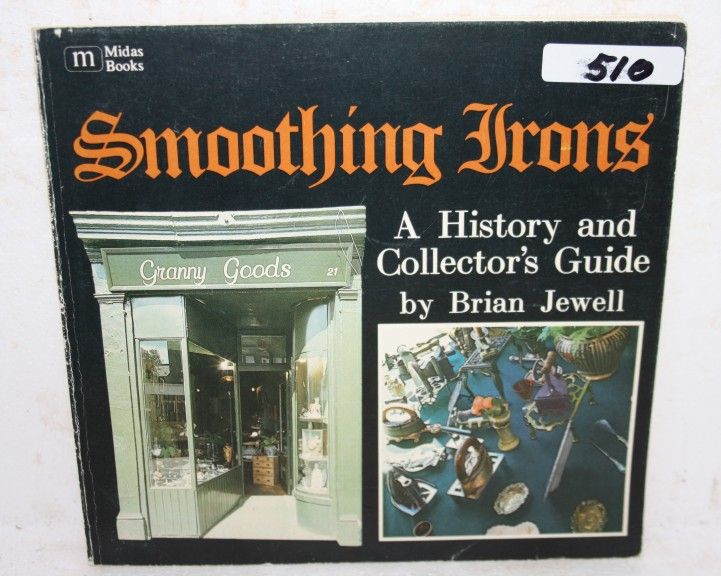 m
Midas
Books
510
Smoothing Irons
A History and
Collector's Guide
by Brian Jewell
Granny Goods 21